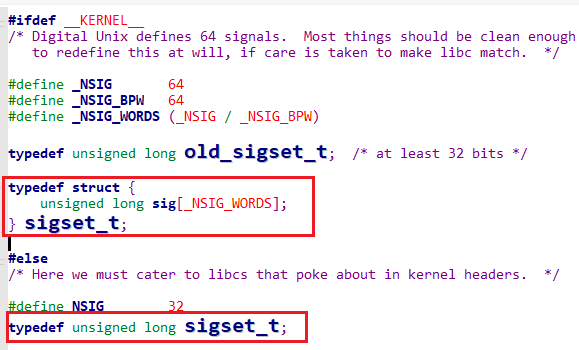 #ifdef __KERNEL__
/* Digital Unix defines 64 signals.  Most things should be clean enough
   to redefine this at will, if care is taken to make libc match.  */
#define _NSIG       64
#define _NSIG_BPW   64
#define _NSIG_WORDS (_NSIG / _NSIG_BPW)
typedef unsigned long old_sigset_t;  /* at least 32 bits */
typedef struct {
    unsigned long sig[_NSIG_WORDS];
} sigset_t;
#else
/* Here we must cater to libcs that poke about in kernel headers.  */
#define NSIG        32
typedef unsigned long sigset_t;